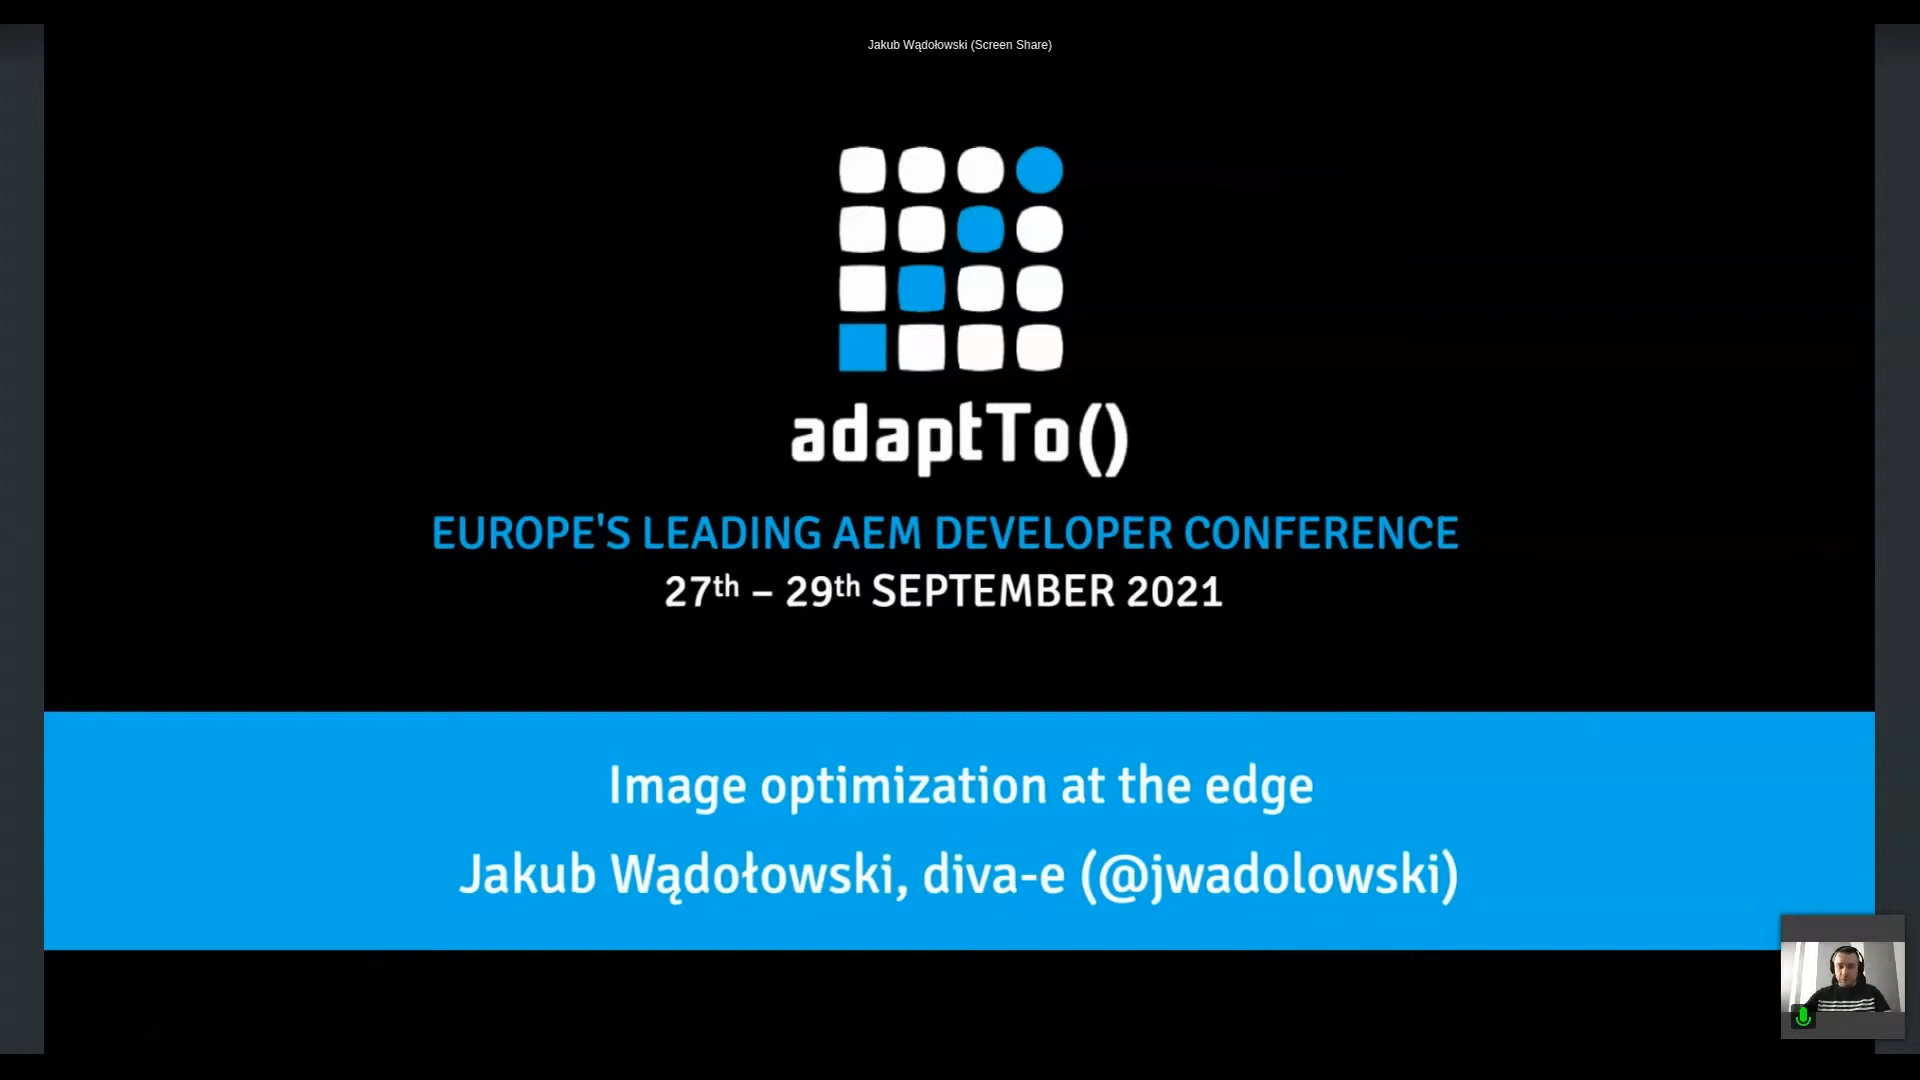 Jakub Wądołowski (Screen Share)
adaptTo()
EUROPE'S LEADING AEM DEVELOPER CONFERENCE
27th – 29th SEPTEMBER 2021
Image optimization at the edge
Jakub Wądołowski, diva-e (@jwadolowski)